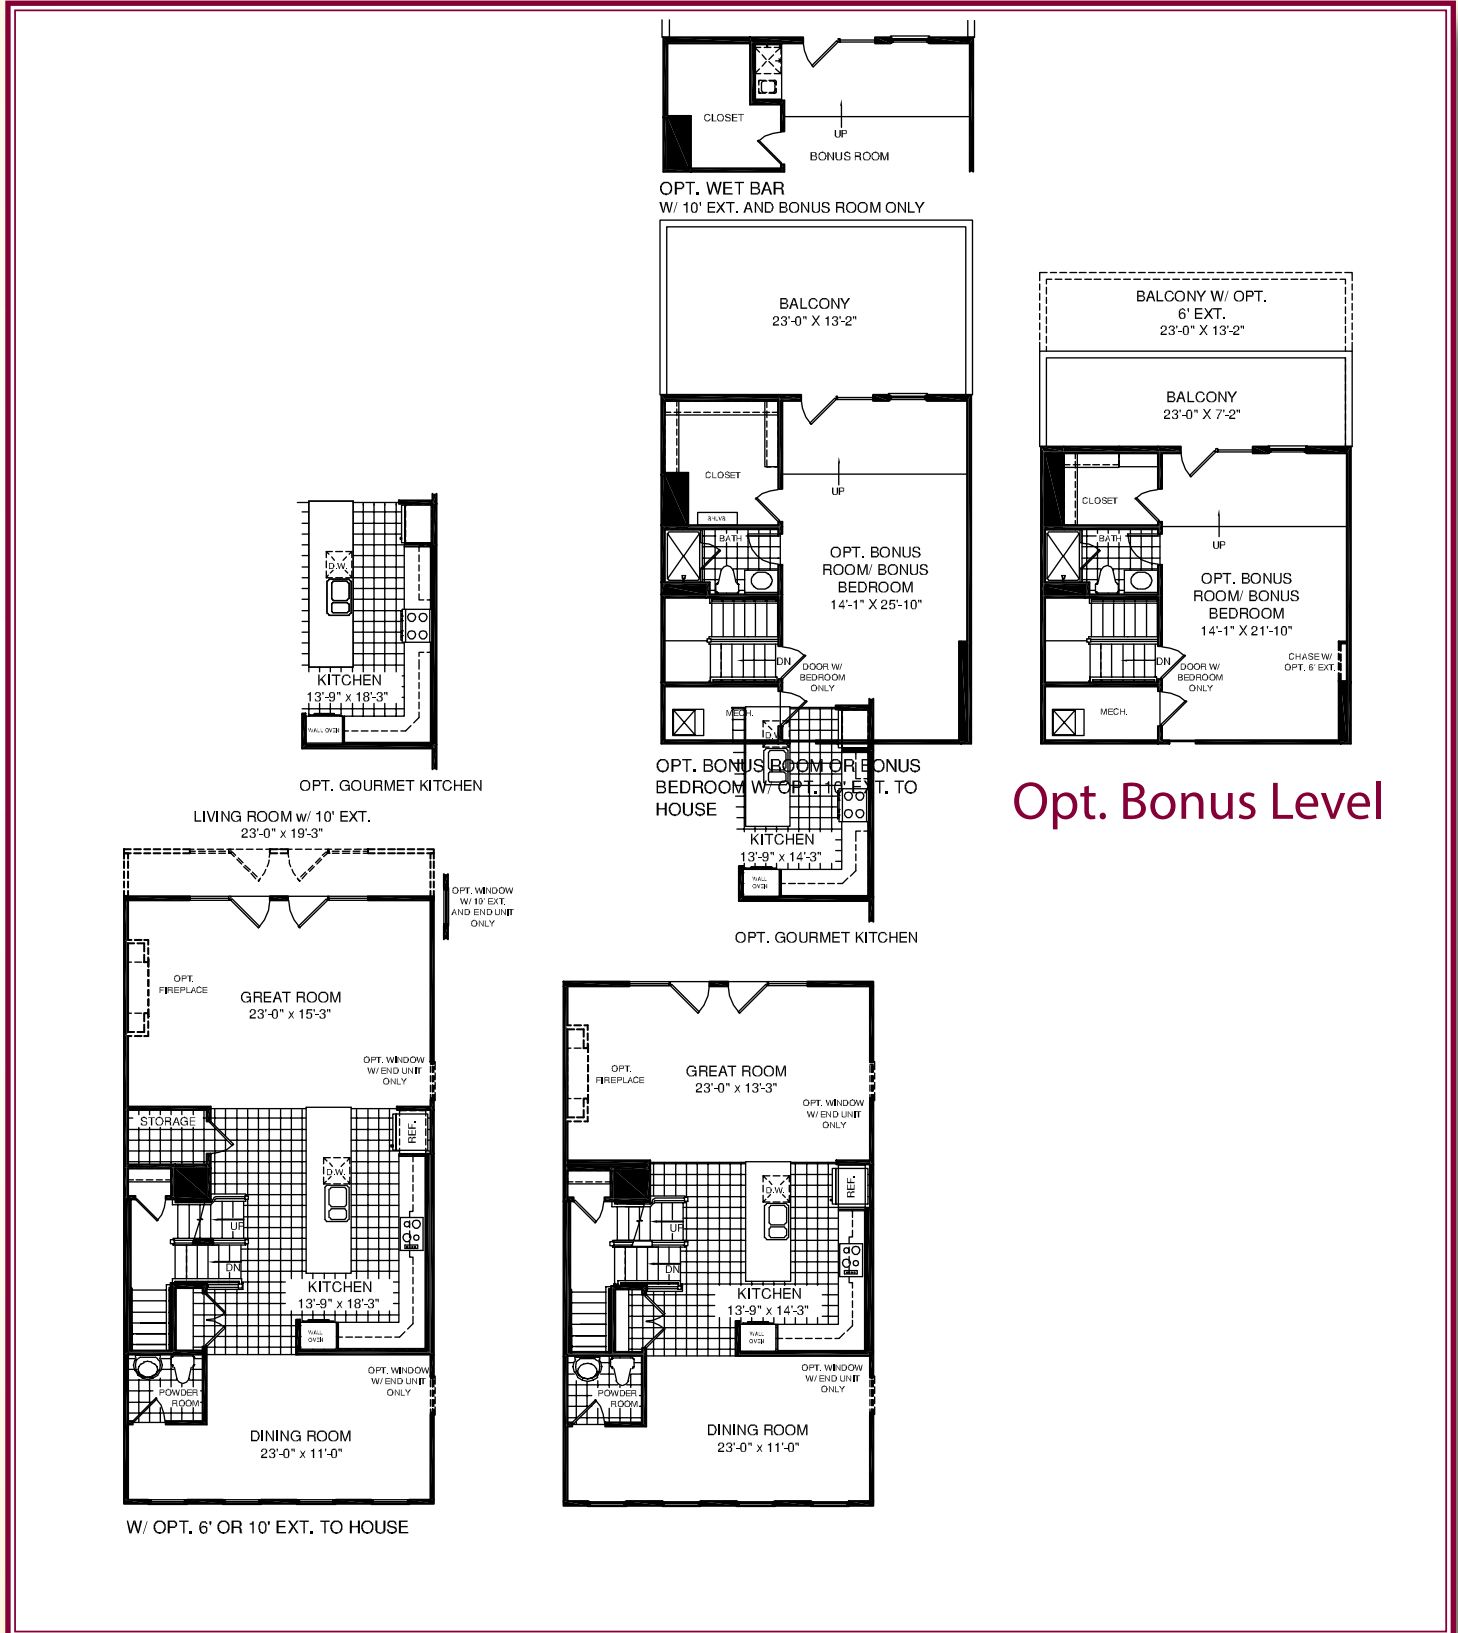 CLOSET
UP
BONUS ROOM
OPT. WET BAR
W/ 10' EXT. AND BONUS ROOM ONLY
BALCONY
23'-0" X 13'-2"
CLOSET
UP
SHLVS
BATH
OPT. BONUS
ROOM/ BONUS
BEDROOM
14'-1" X 25'-10"
DN
DOOR W/
BEDROOM
ONLY
MECH.
OPT. BONUS ROOM OR BONUS
BEDROOM W/ OPT. 10' EXT. TO
HOUSE
BALCONY W/ OPT.
6' EXT.
23'-0" X 13'-2"
BALCONY
23'-0" X 7'-2"
CLOSET
UP
BATH
OPT. BONUS
ROOM/ BONUS
BEDROOM
14'-1" X 21'-10"
CHASE W/
OPT. 6' EXT.
DN
DOOR W/
BEDROOM
ONLY
MECH.
Opt. Bonus Level
D.W.
KITCHEN
13'-9" x 18'-3"
WALL OVEN
OPT. GOURMET KITCHEN
D.W.
KITCHEN
13'-9" x 14'-3"
WALL
OVEN
OPT. GOURMET KITCHEN
LIVING ROOM w/ 10' EXT.
23'-0" x 19'-3"
OPT. WINDOW
W/ 10' EXT.
AND END UNIT
ONLY
OPT.
FIREPLACE
GREAT ROOM
23'-0" x 15'-3"
OPT. WINDOW
W/ END UNIT
ONLY
STORAGE
REF.
D.W.
UP
DN
KITCHEN
13'-9" x 18'-3"
WALL
OVEN
OPT. WINDOW
W/ END UNIT
ONLY
POWDER
ROOM
DINING ROOM
23'-0" x 11'-0"
W/ OPT. 6' OR 10' EXT. TO HOUSE
OPT.
FIREPLACE
GREAT ROOM
23'-0" x 13'-3"
OPT. WINDOW
W/ END UNIT
ONLY
REF.
D.W.
UP
DN
KITCHEN
13'-9" x 14'-3"
WALL
OVEN
OPT. WINDOW
W/ END UNIT
ONLY
POWDER
ROOM
DINING ROOM
23'-0" x 11'-0"